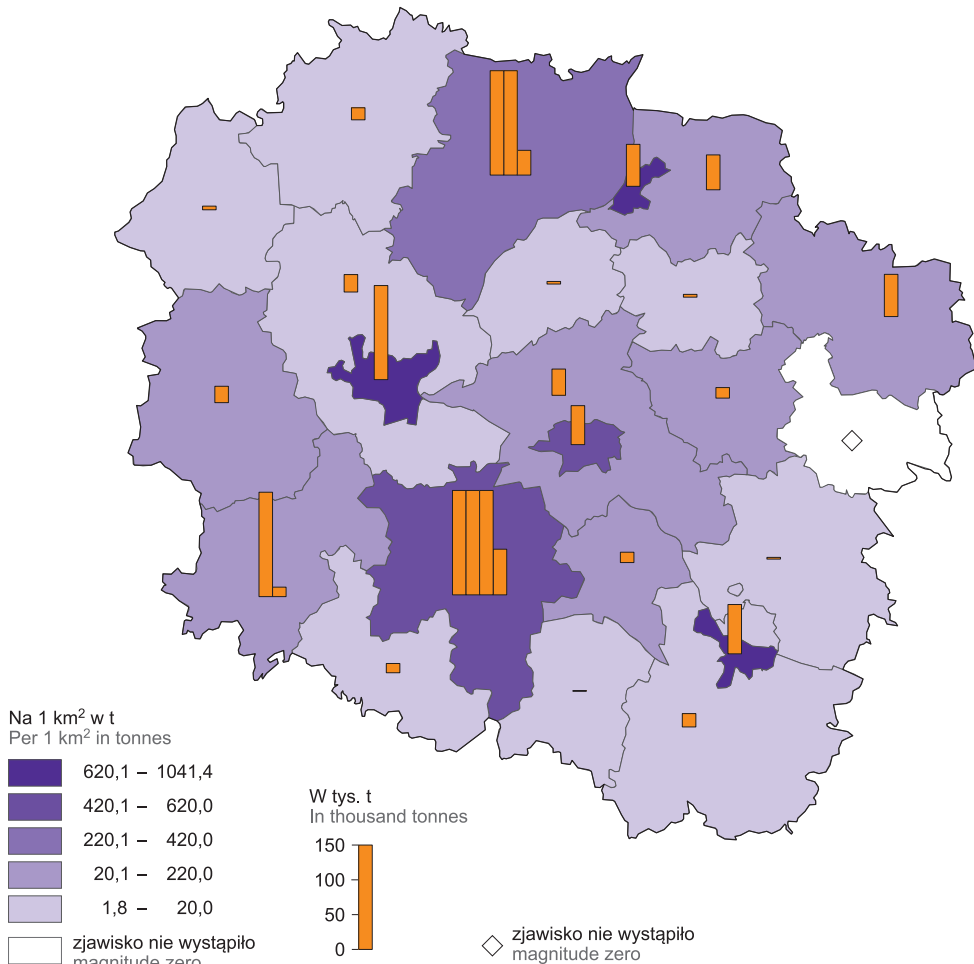 Na 1 km² w t
Per 1 km² in tonnes
620,1 – 1041,4
420,1 – 620,0
220,1 – 420,0
20,1 – 220,0
1,8 – 20,0
zjawisko nie wystąpiło
magnitude zero
W tys. t
In thousand tonnes
150
100
50
0
zjawisko nie wystąpiło
magnitude zero